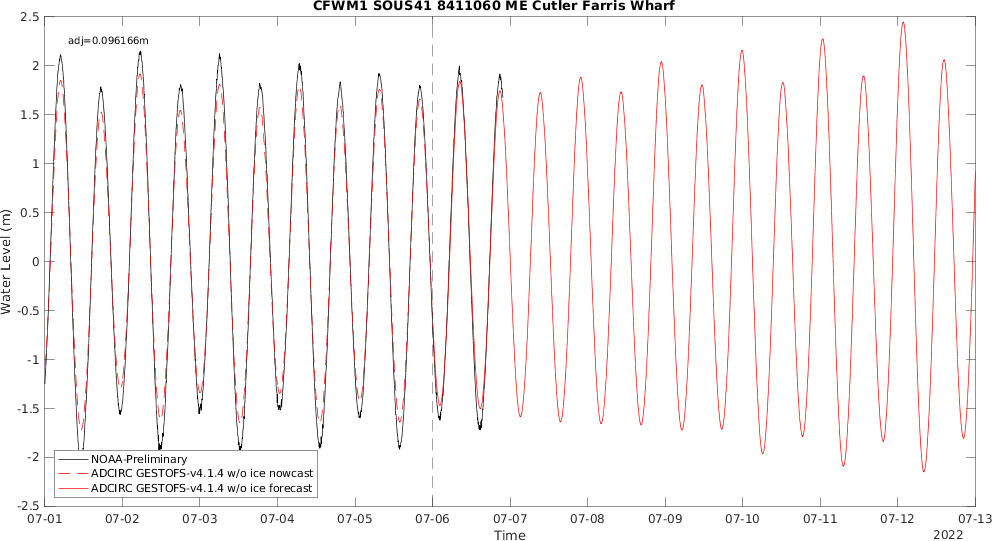 CFWM1 SOUS41 8411060 ME Cutler Farris Wharf
adj=0.096166m
2.5
2
1.5
1
0.5
0
-0.5
-1
-1.5
-2
-2.5
Water Level (m)
NOAA-Preliminary
ADCIRC GESTOFS-v4.1.4 w/o ice nowcast
ADCIRC GESTOFS-v4.1.4 w/o ice forecast
07-01 07-02 07-03 07-04 07-05 07-06 07-07 07-08 07-09 07-10 07-11 07-12 07-13
Time
2022